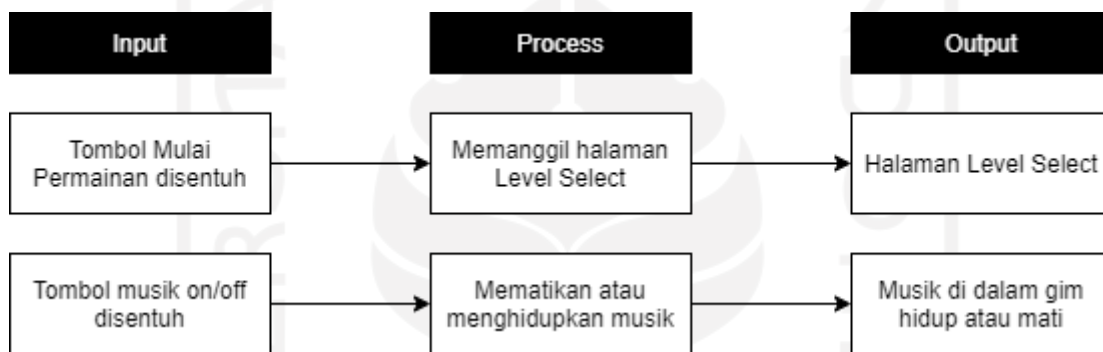 Input
Process
Output
Tombol Mulai
Permainan disentuh
Memanggil halaman
Level Select
Halaman Level Select
Tombol musik on/off
disentuh
Mematikan atau
menghidupkan musik
Musik di dalam gim
hidup atau mati